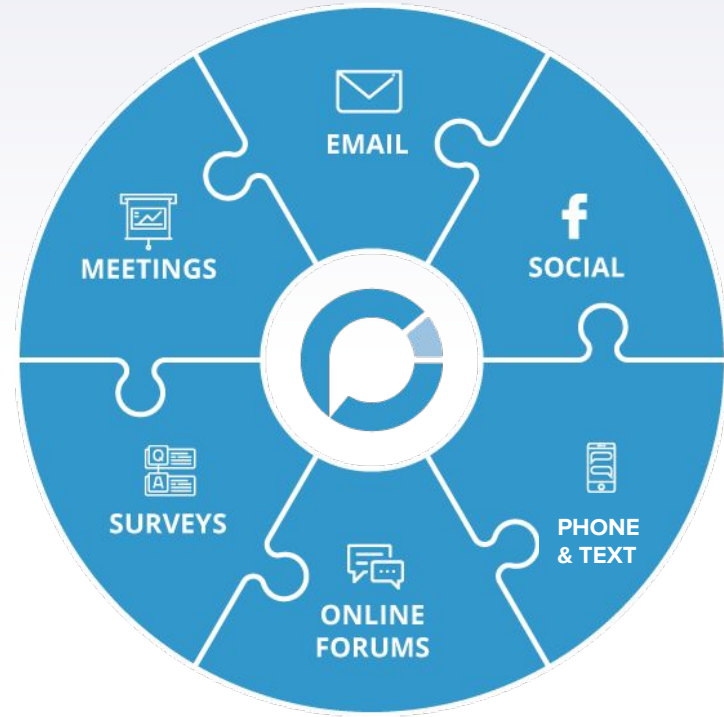 EMAIL
SOCIAL
PHONE
& TEXT
ONLINE
FORUMS
SURVEYS
Q
A
MEETINGS